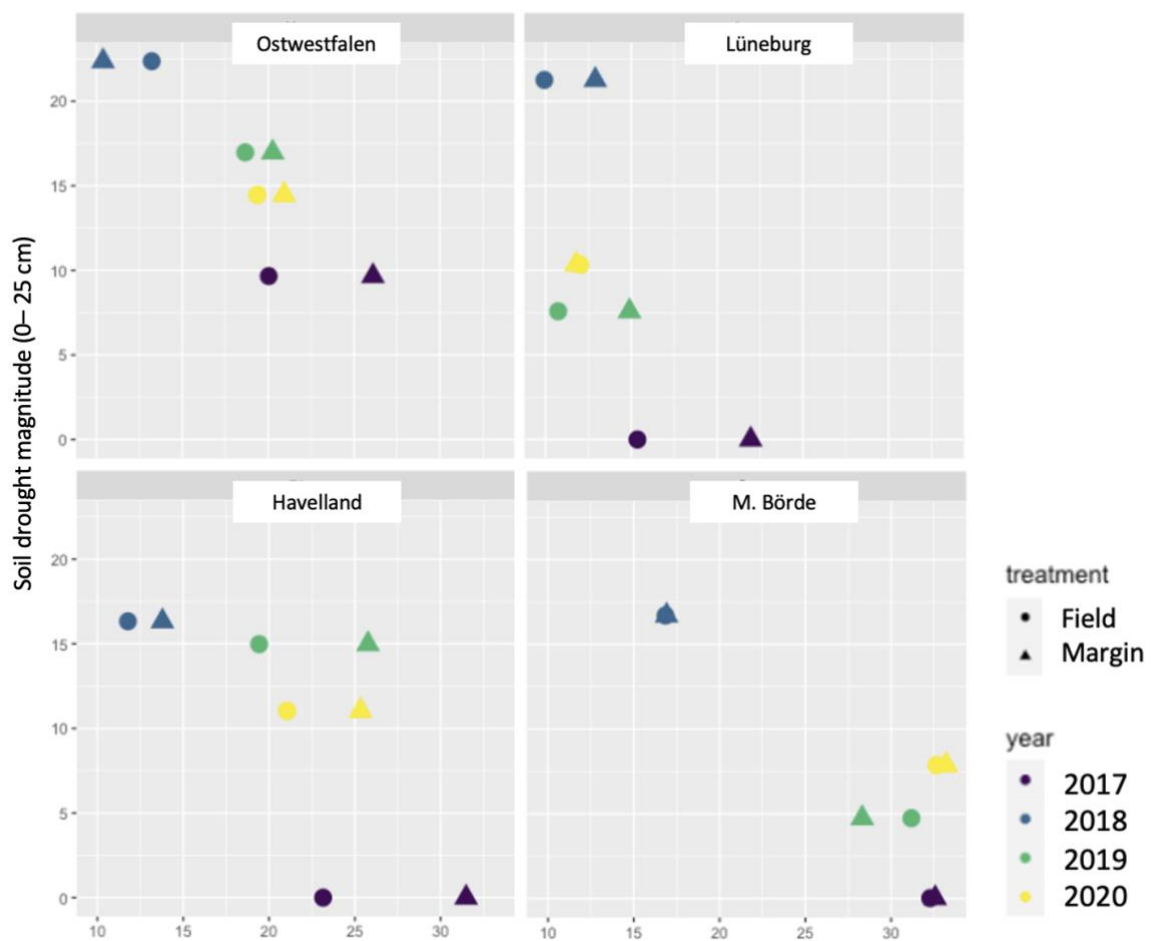 Ostwestfalen
Lüneburg
20
15
10
5
0
Soil drought magnitude (0– 25 cm)
Havelland
M. Börde
20
15
10
5
0
10 15 20 25 30
10 15 20 25 30
treatment
Field
Margin
year
2017
2018
2019
2020